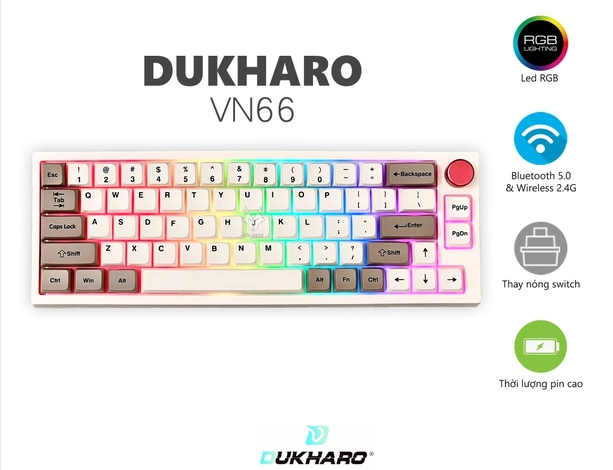 DUKHARO
VN66
RGB
LIGHTING
Led RGB
Bluetooth 5.0
& Wireless 2.4G
Thay nóng switch
Thời lượng pin cao
Esc ! 1 @ 2 # 3 $ 4 % 5 ^ 6 & 7 * 8 ( 9 ) 0 _ - + = ←Backspace
Tab Q W E R T Y U I O P { [ } ] | \ PgUp
Caps Lock A S D F G H J K L : ; ←Enter PgDn
⇧Shift Z X C V B N M < , > . ? / ⇧Shift ↑
Ctrl Win Alt Alt Fn Ctrl ← ↓ →
DUKHARO®